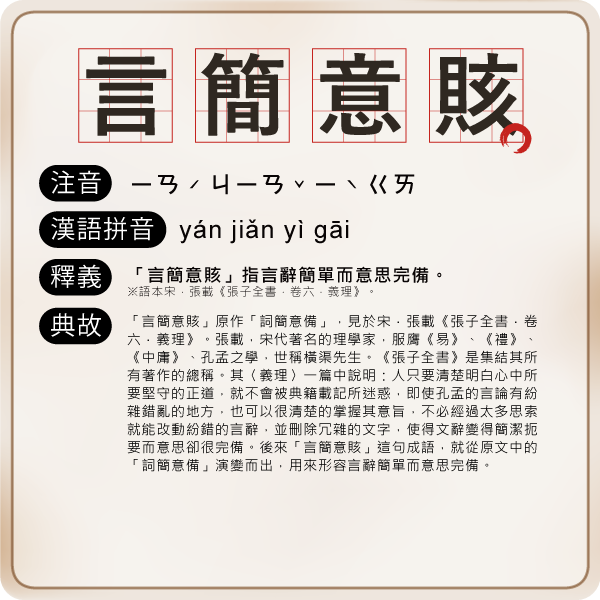 言簡意賅
注音 ㄧㄢˊ ㄐㄧㄢˇ ㄧˋ ㄍㄞ
漢語拼音 yán jiǎn yì gāi
釋義 「言簡意賅」指言辭簡單而意思完備。
※語本宋．張載《張子全書．卷六．義理》。
典故 「言簡意賅」原作「詞簡意備」，見於宋．張載《張子全書．卷
六．義理》。張載，宋代著名的理學家，服膺《易》、《禮》、
《中庸》、孔孟之學，世稱橫渠先生。《張子全書》是集結其所
有著作的總稱。其〈義理〉一篇中說明：人只要清楚明白心中所
要堅守的正道，就不會被典籍載記所迷惑，即使孔孟的言論有紛
雜錯亂的地方，也可以很清楚的掌握其意旨，不必經過太多思索
就能改動紛錯的言辭，並刪除冗雜的文字，使得文辭變得簡潔扼
要而意思卻很完備。後來「言簡意賅」這句成語，就從原文中的
「詞簡意備」演變而出，用來形容言辭簡單而意思完備。